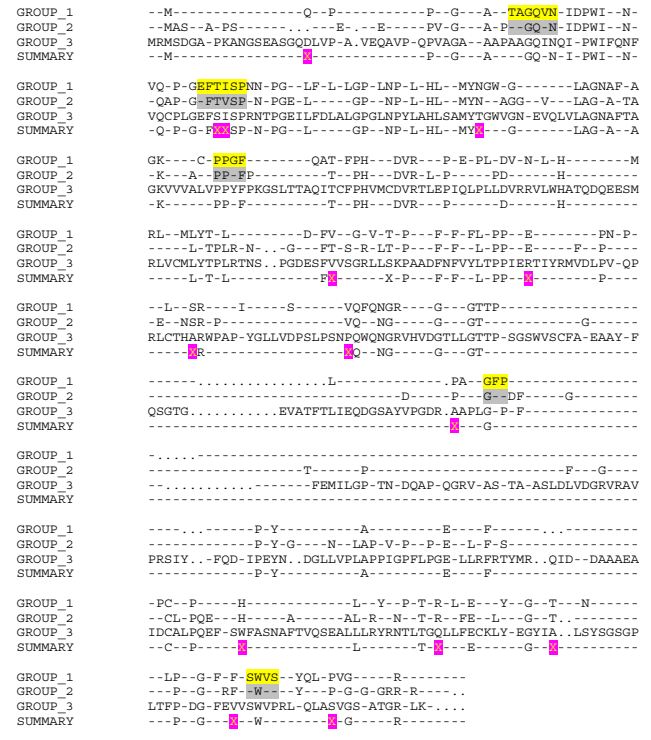 GROUP_1 --M----------------Q--P-----------P--G---A--TAGQVN-IDPWI--N-
GROUP_2 --MAS--A-PS----...--E-.--E----PV-G---A-P--GQ-N-IDPWI--N-
GROUP_3 MRMSDGA-PKANGSEASGQDLVP-A.VEQAVP-QPVAGA--AAPAAGQINQI-PWIFQNF
SUMMARY --M----------------X--------------P--G---A-----GQ-N-I-PWI--N-
GROUP_1 VQ-P-GEFTISPNN-PG--LF-L-LGP-LNP-L-HL--MYNGW-G-------LAGNAF-A
GROUP_2 -QAP-G-FTVSP-N-PGE-L-----GP--NP-L-HL--MYN--AGG--V---LAG-A-TA
GROUP_3 VQCPLGEFSISPRNTPGEILFDLALGPGLNPYLAHLSAMYTGWVGN-EVQLVLAGNAFTA
SUMMARY -Q-P-G-FXXSP-N-PG--L-----GP--NP-L-HL--MYX--G-------LAG-A--A
GROUP_1 GK----C-PPGF--------QAT-FPH---DVR---P-EP-LD-VN-L-H--------M
GROUP_2 -K---A--PP-FP---------T--PH---DVR-L-P------PD-----H--------
GROUP_3 GKVVVALVPPYFPKGSLTTAQITCFPHVMCDVRTLEPIQLPLLDVRRVLWHATQDQEESM
SUMMARY -K------PP-F----------T--PH---DVR---P------D------H--------
GROUP_1 RL--MLYT-L---------D-FV--G-V-T-P---F-F-FL-PP--E-------PN-P-
GROUP_2 -----L-TPLR-N-..G---FT-S-R-LT-P----F--F--L-PP--E-----F--P---
GROUP_3 RLVCMLYTPLRTNS..PGDESFVVSGRLLSKPAADFNFVYLTPPIERTIYRMVDLPV-QP
SUMMARY -----L-T-L----------FX------X-P----F--F--L-PP--X-----P-----
GROUP_1 --L--SR---I-----S------VQFQNGR----G---GTTP------------------
GROUP_2 -E--NSR-P---------------VQ--NG----G---GT-------------G------
GROUP_3 RLCTHARWPAP-YGLLVDPSLPSNPQWQNGRVHVDGTLLGTTP-SGSWVSCFA-EAAY-F
SUMMARY -----XR-----------------XQ--NG-----G---GT-------------------
GROUP_1 -----...................L--------------PA--GFP--------------
GROUP_2 -------------------------------D-----P--G--DF-----G--------
GROUP_3 QSGTG..........EVATFTLIEQDGSAYVPGDR.AAPLG-P-F--------------
SUMMARY -------------------------------------X---G------------------
GROUP_1 -.....------------------------------------------------------
GROUP_2 -------------------T------P------------------------F---G----
GROUP_3 --...........------FEMILGP-TN-DQAP-QGRV-AS-TA-ASLDLVDGRVRAV
SUMMARY ------------------------------------------------------------
GROUP_1 -----...------P-Y----------A---------E----F.....------------
GROUP_2 -------------P-Y-G----N--LAP-V-P--P-E--L-F-S----------------
GROUP_3 PRSIY..-FQD-IPEYN..DGLLVPLAPPIGPFLPGE-LLRFRTYMR..QID--DAAAEA
SUMMARY -------------P-Y----------A---------E----F------------------
GROUP_1 -PC--P-----H-------------L--Y--P-T-R-L-E---Y--G--T---N------
GROUP_2 --CL-PQE---H-----A------AL-R--N-T-R--FE--L---G-T------------
GROUP_3 IDCALPQEF-SWFASNAFTVQSEALLLRYRNTLTGQLLFECKLY-EGYIA..LSYSGSGP
SUMMARY --C--P-----X-------------L---------T-X---E-----G---X--------
GROUP_1 ---LP--G-F-F-SWVS--YQL-PVG----R-------
GROUP_2 ---P--G---RF--W---Y---P-G-G-GRR-R-----
GROUP_3 LTFP-DG-FEVVSWVPRL-QLASVGS-ATGR-LK-....
SUMMARY ---P--G---X--W--------X---G----R-------